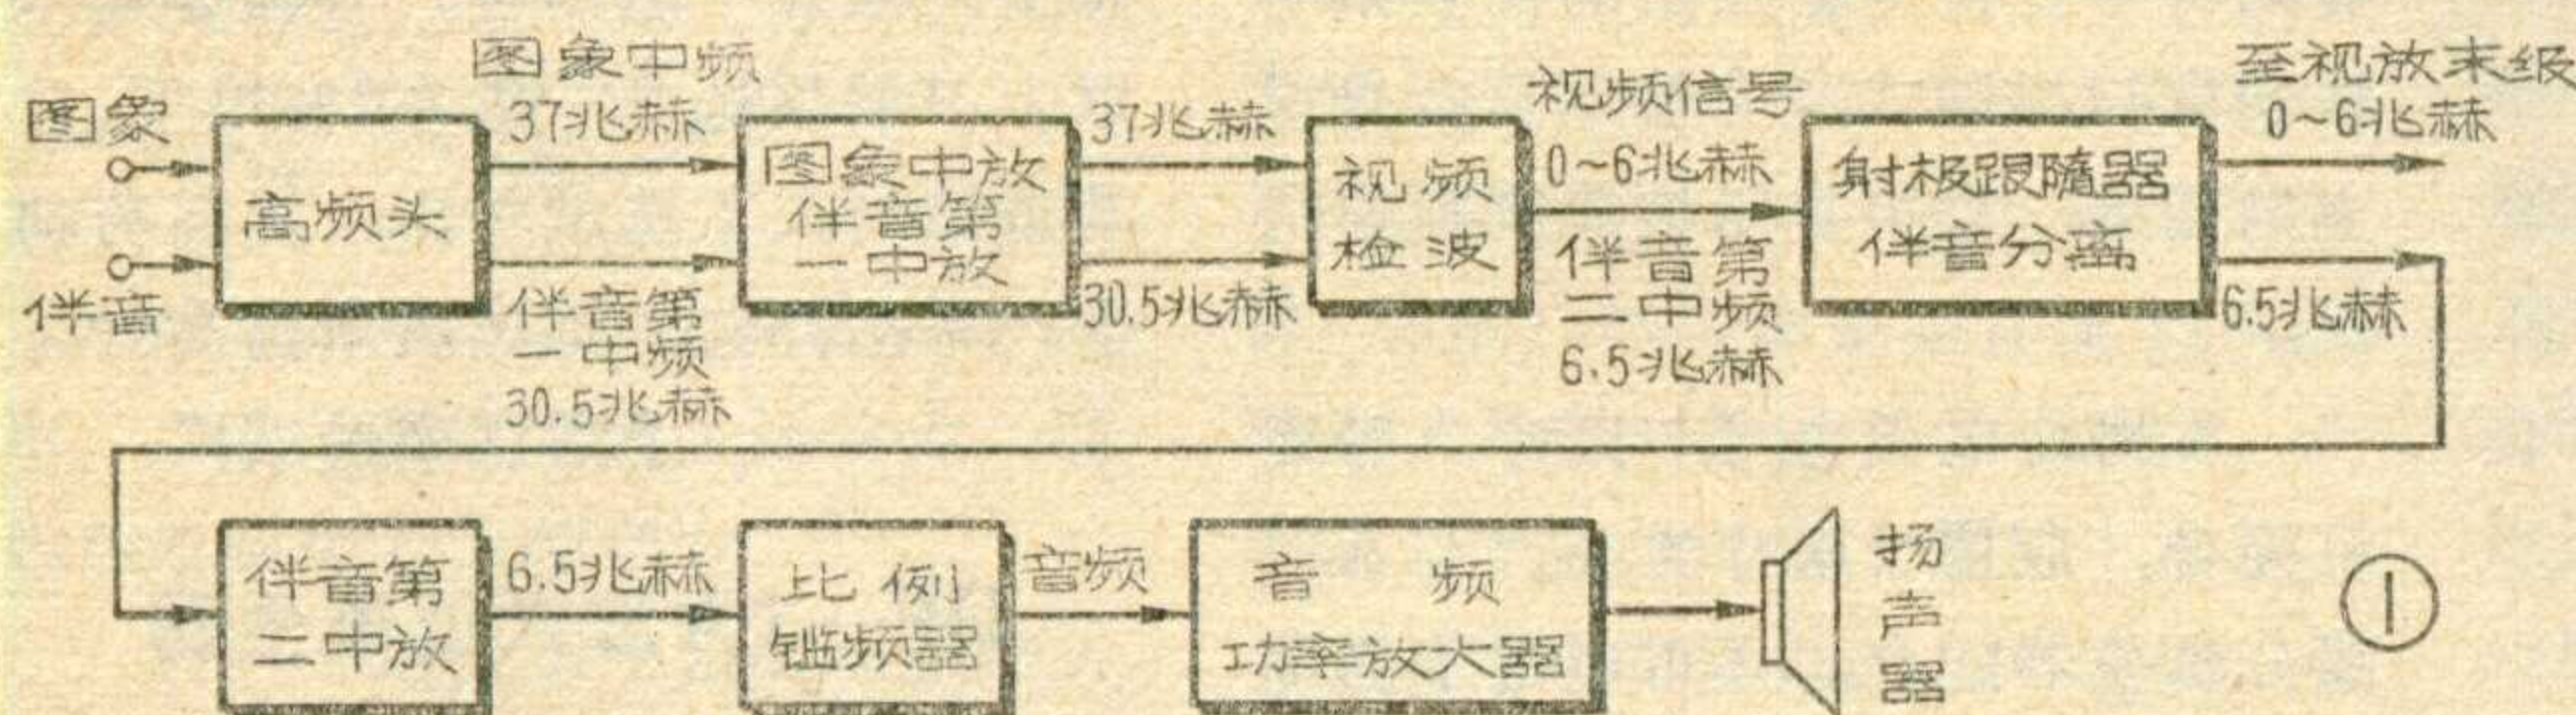 图象
伴音
高频头
图象中频
37兆赫
伴音第
一中频
30.5兆赫
图象中放
伴音第
一中放
37兆赫
30.5兆赫
视频
检波
视频信号
0~6兆赫
伴音第
二中频
6.5兆赫
射极跟随器
伴音分离
至视放末级
0~6兆赫
6.5兆赫
伴音第
二中放
6.5兆赫
比例
鑑频器
音频
音频
功率放大器
扬声器
①